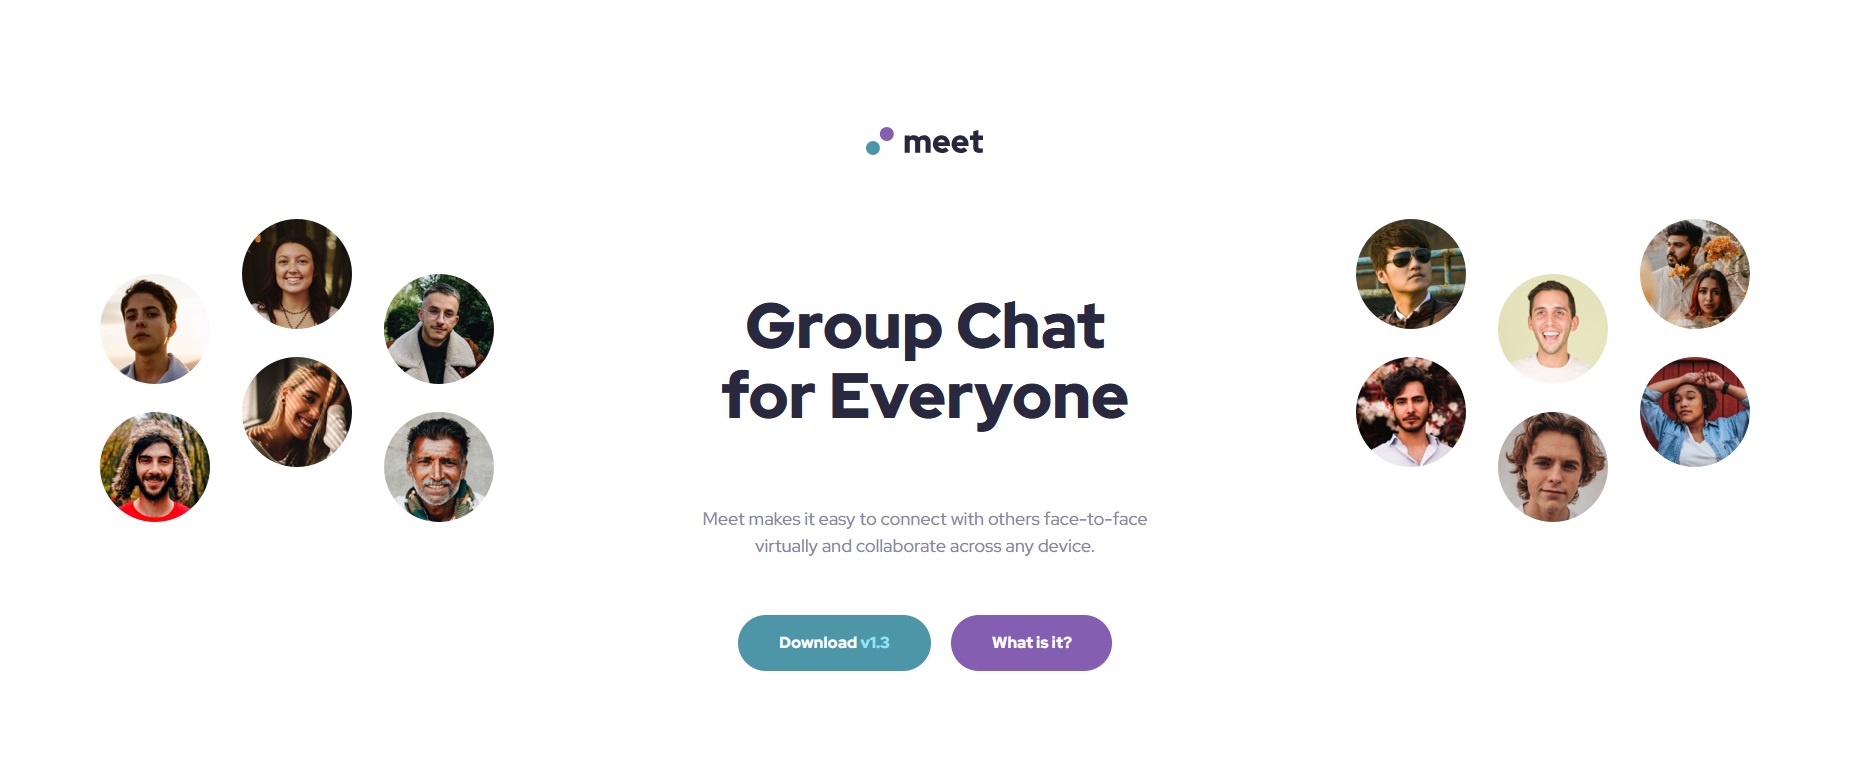 meet
Group Chat
for Everyone
Meet makes it easy to connect with others face-to-face
virtually and collaborate across any device.
Download v1.3
What is it?